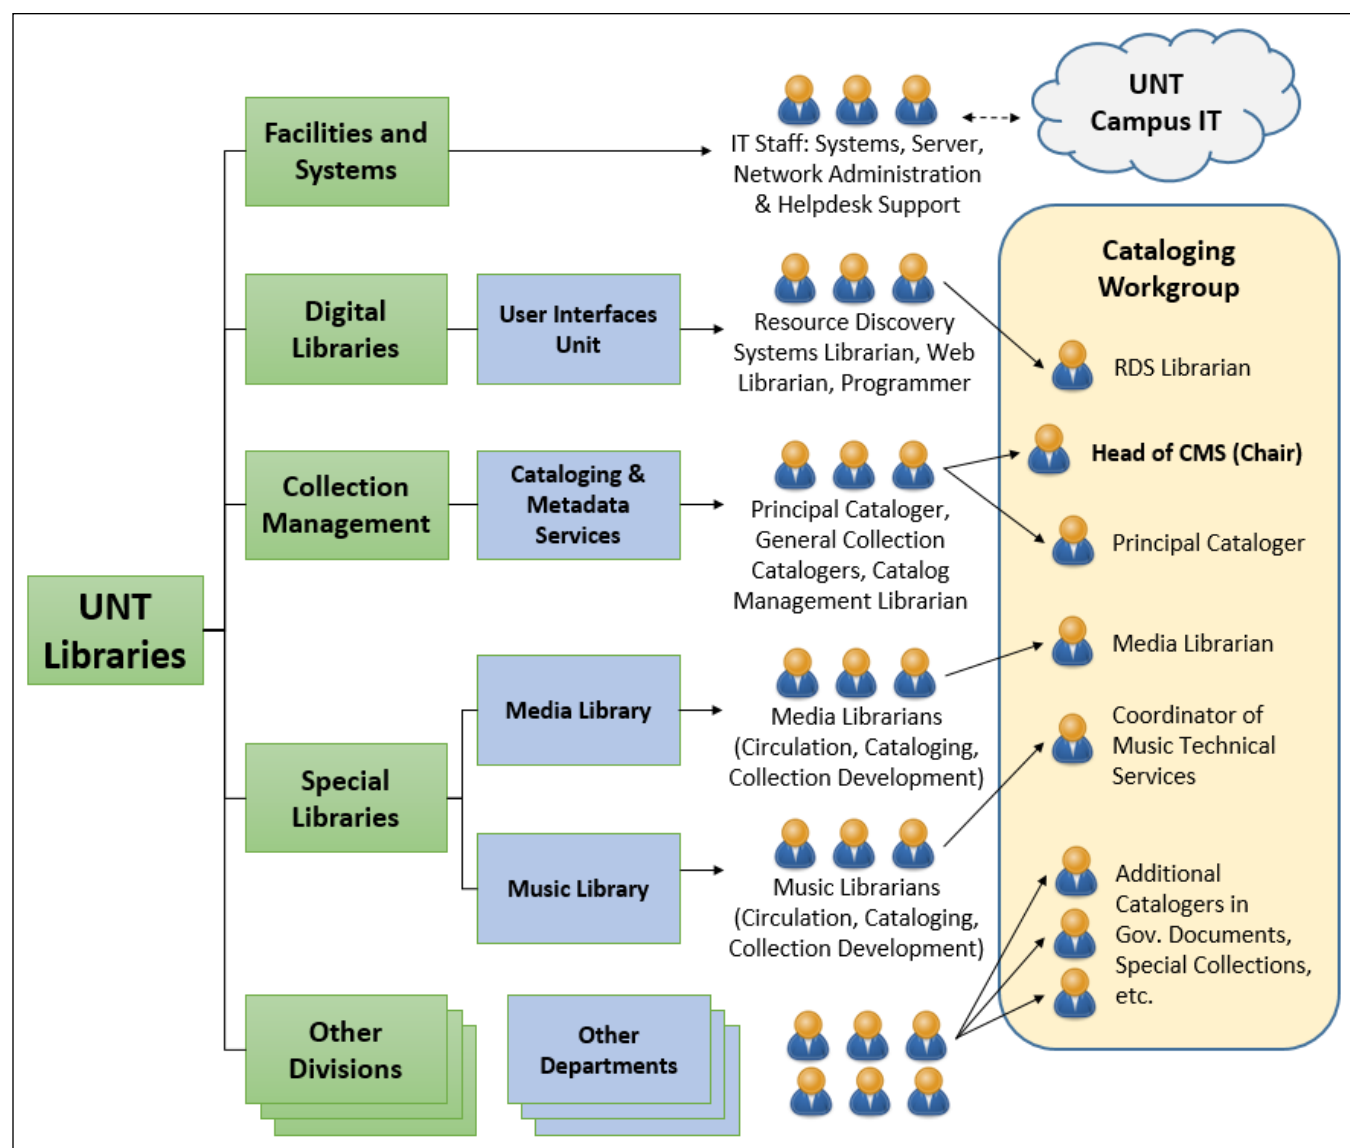 UNT
Libraries
Facilities and
Systems
IT Staff: Systems, Server,
Network Administration
& Helpdesk Support
UNT
Campus IT
Digital
Libraries
User Interfaces
Unit
Resource Discovery
Systems Librarian, Web
Librarian, Programmer
Collection
Management
Cataloging &
Metadata
Services
Principal Cataloger,
General Collection
Catalogers, Catalog
Management Librarian
Special
Libraries
Media Library
Media Librarians
(Circulation, Cataloging,
Collection Development)
Music Library
Music Librarians
(Circulation, Cataloging,
Collection Development)
Other
Divisions
Other
Departments
Cataloging
Workgroup
RDS Librarian
Head of CMS (Chair)
Principal Cataloger
Media Librarian
Coordinator of
Music Technical
Services
Additional
Catalogers in
Gov. Documents,
Special Collections,
etc.